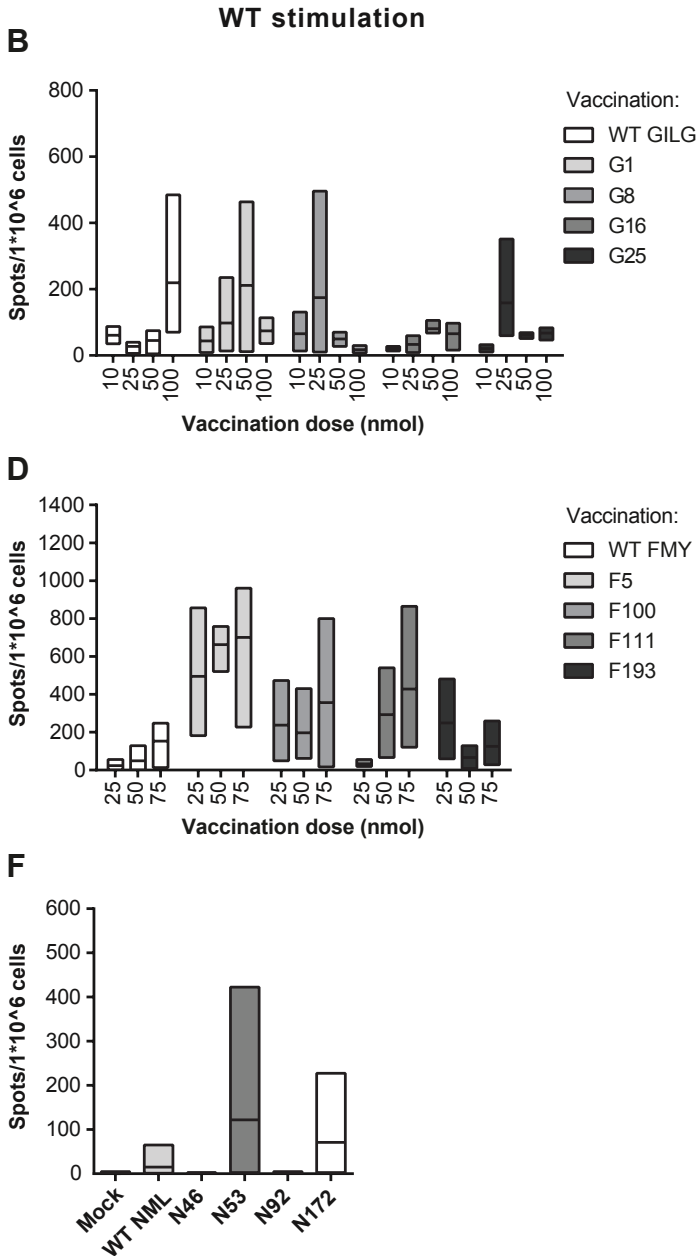 WT stimulation
B
800
600
400
200
0
Spots/1*10^6 cells
10 25 50 100 10 25 50 100 10 25 50 100 10 25 50 100 10 25 50 100
Vaccination dose (nmol)
Vaccination:
WT GILG
G1
G8
G16
G25
D
1400
1200
1000
800
600
400
200
0
Spots/1*10^6 cells
25 50 75 25 50 75 25 50 75 25 50 75 25 50 75
Vaccination dose (nmol)
Vaccination:
WT FMY
F5
F100
F111
F193
F
600
500
400
300
200
100
0
Spots/1*10^6 cells
Mock WT NML N46 N53 N92 N172